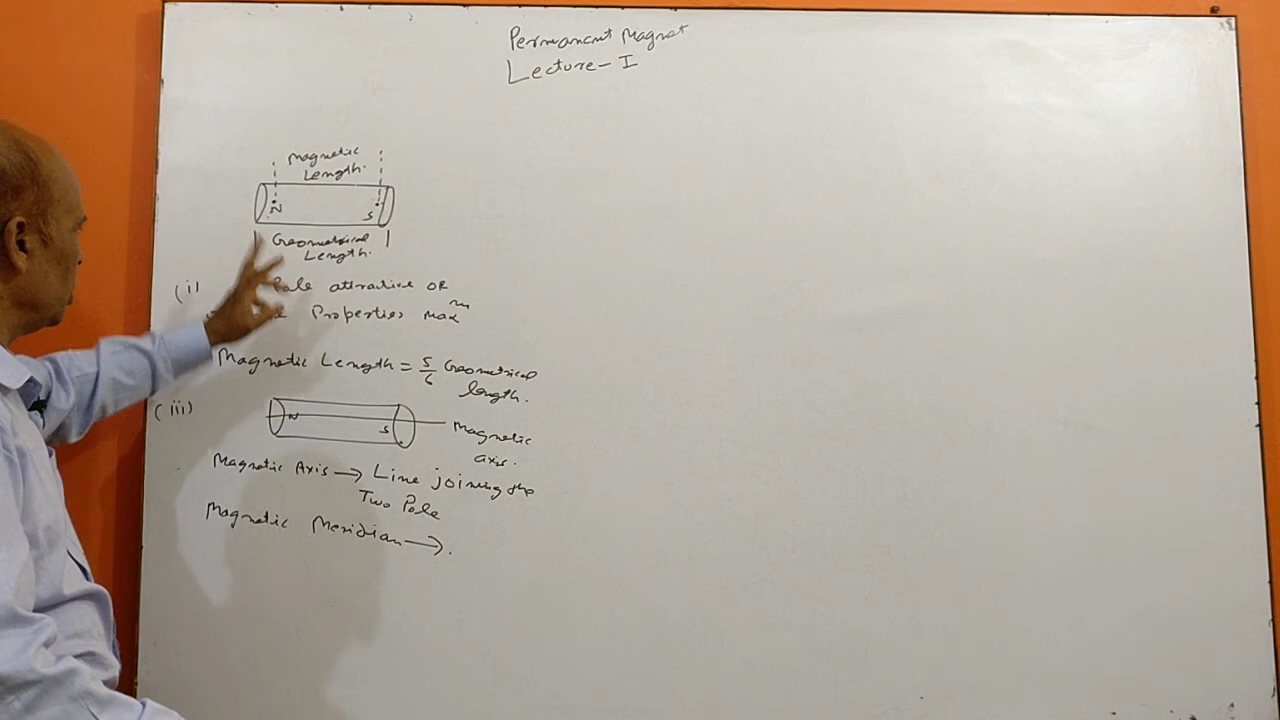 Permanent Magnet
Lecture - I
Magnetic
Length.
N S
Geometrical
Length.
(i) Pole attractive or
Properties maxm
Magnetic Length = 5/6 Geometrical
length.
(iii)
N S
Magnetic
axis.
Magnetic Axis → Line joining the
Two Pole
Magnetic Meridian →.